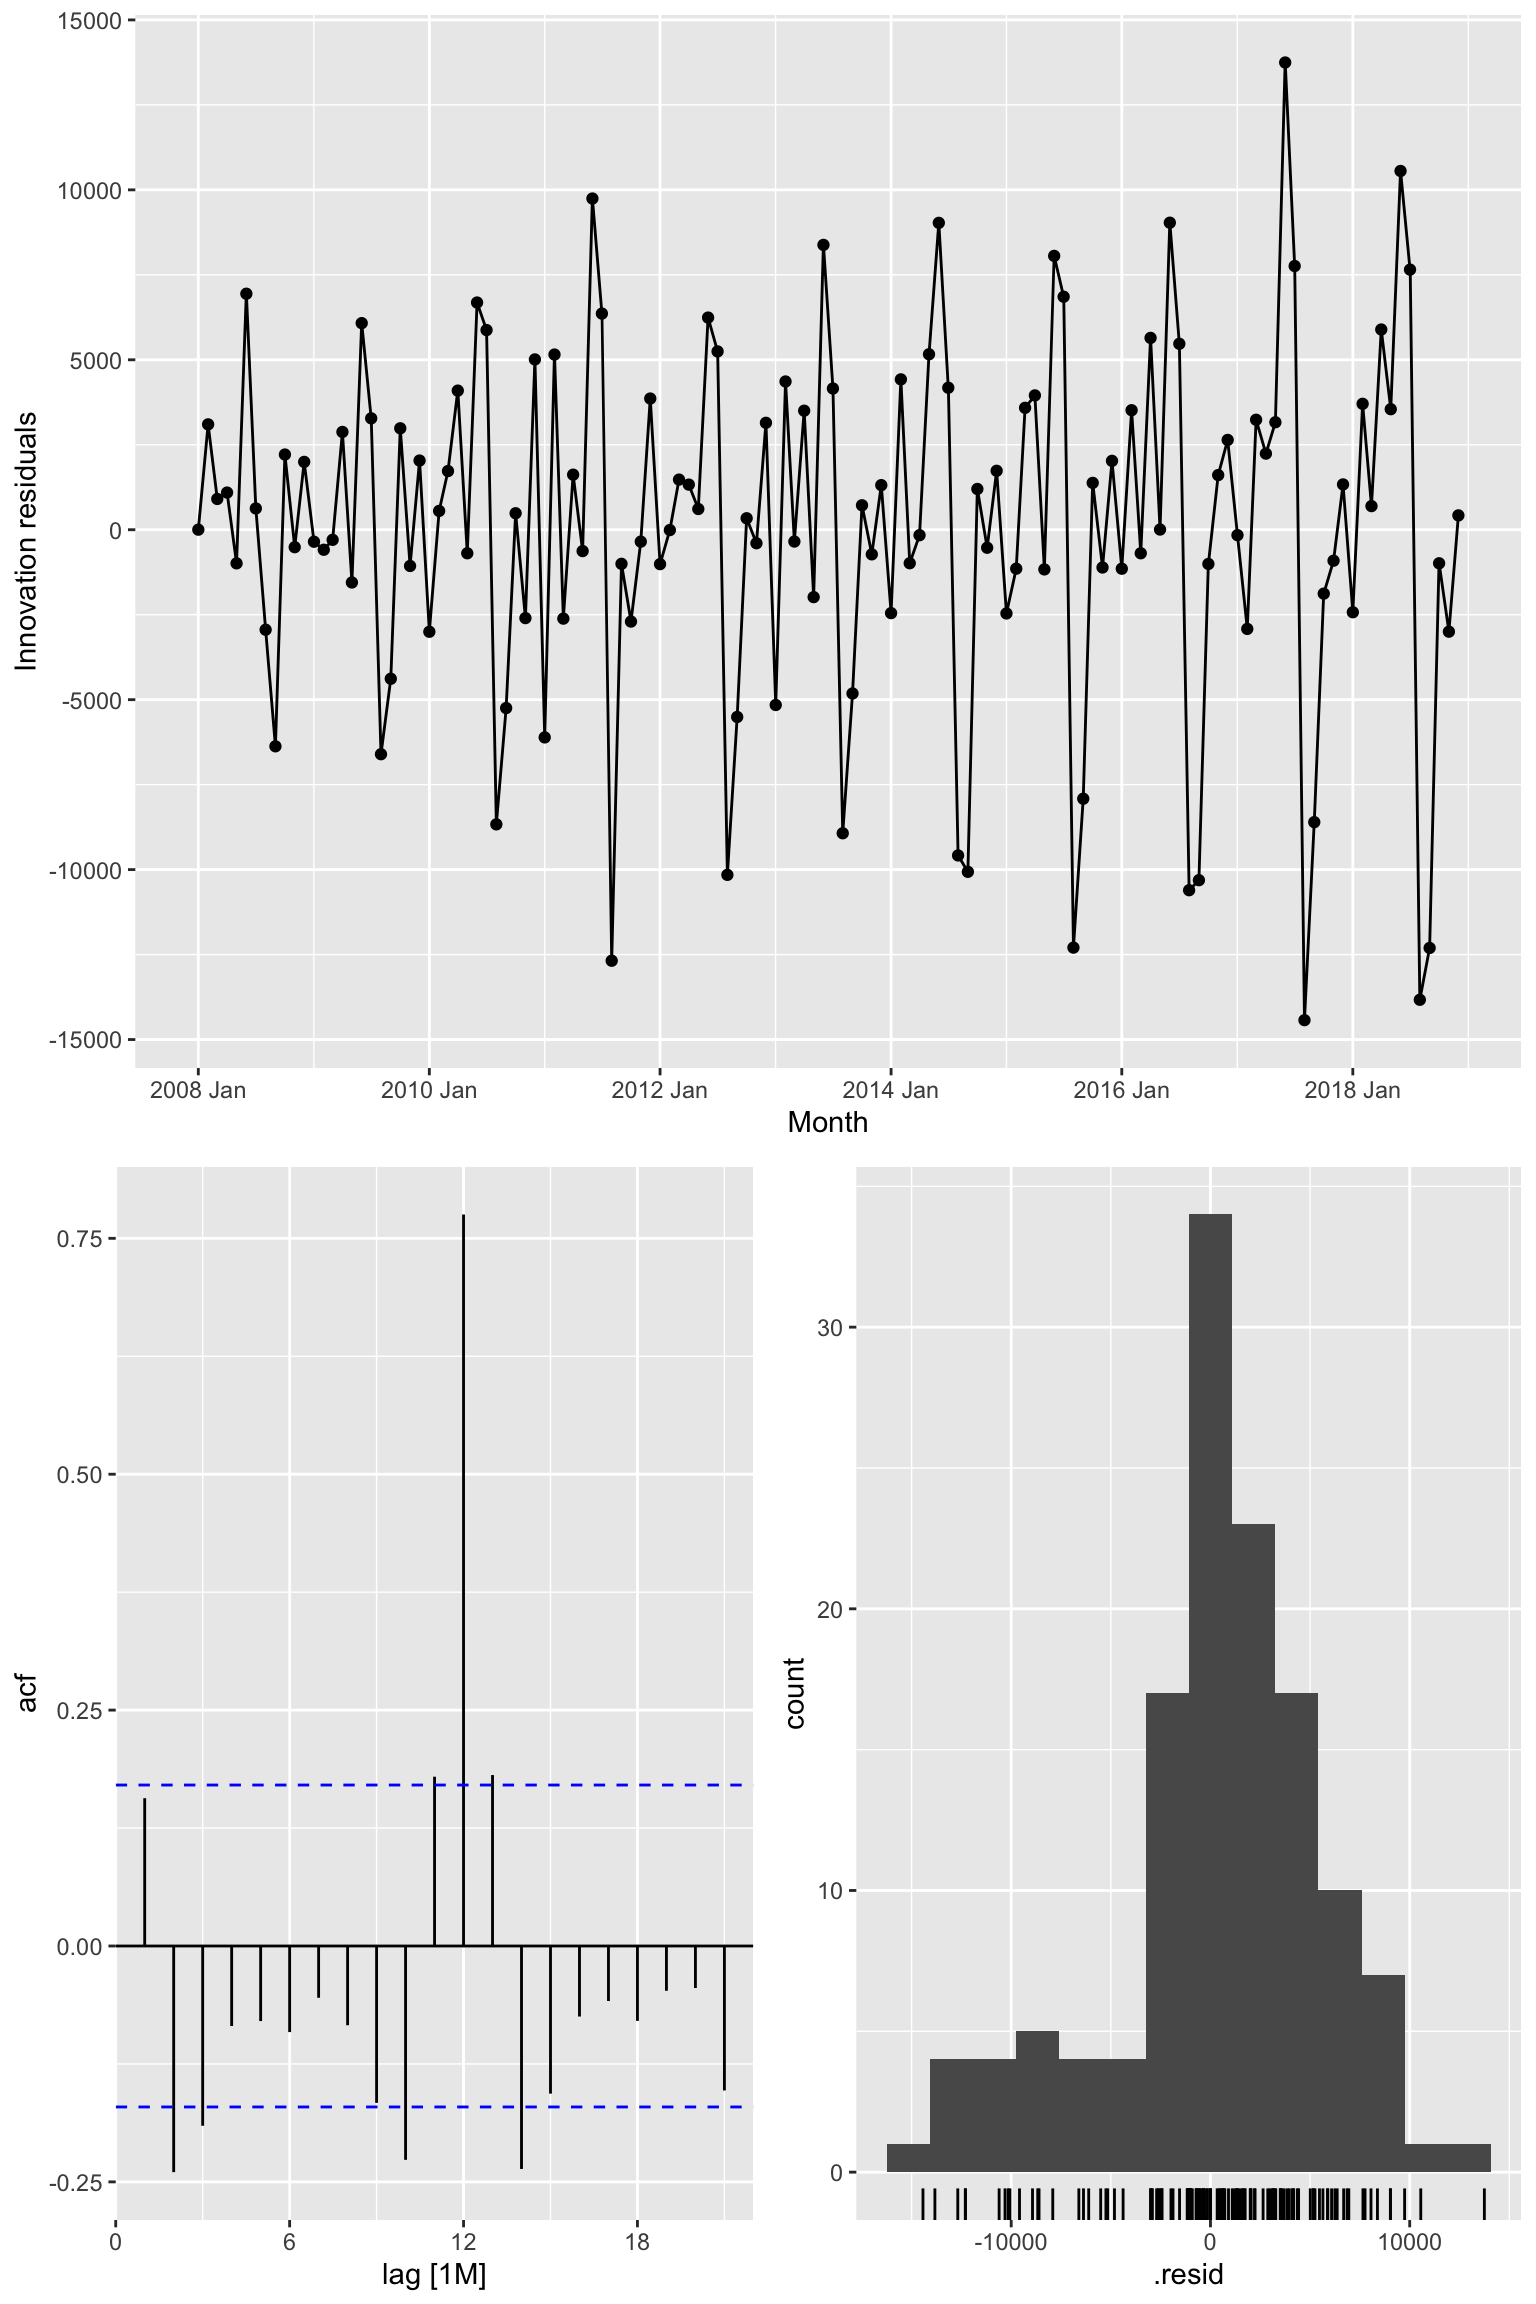 15000
10000
5000
0
-5000
-10000
-15000
Innovation residuals
2008 Jan
2010 Jan
2012 Jan
2014 Jan
2016 Jan
2018 Jan
Month
0.75
0.50
0.25
0.00
-0.25
acf
0
6
12
18
lag [1M]
30
20
10
0
count
-10000
0
10000
.resid